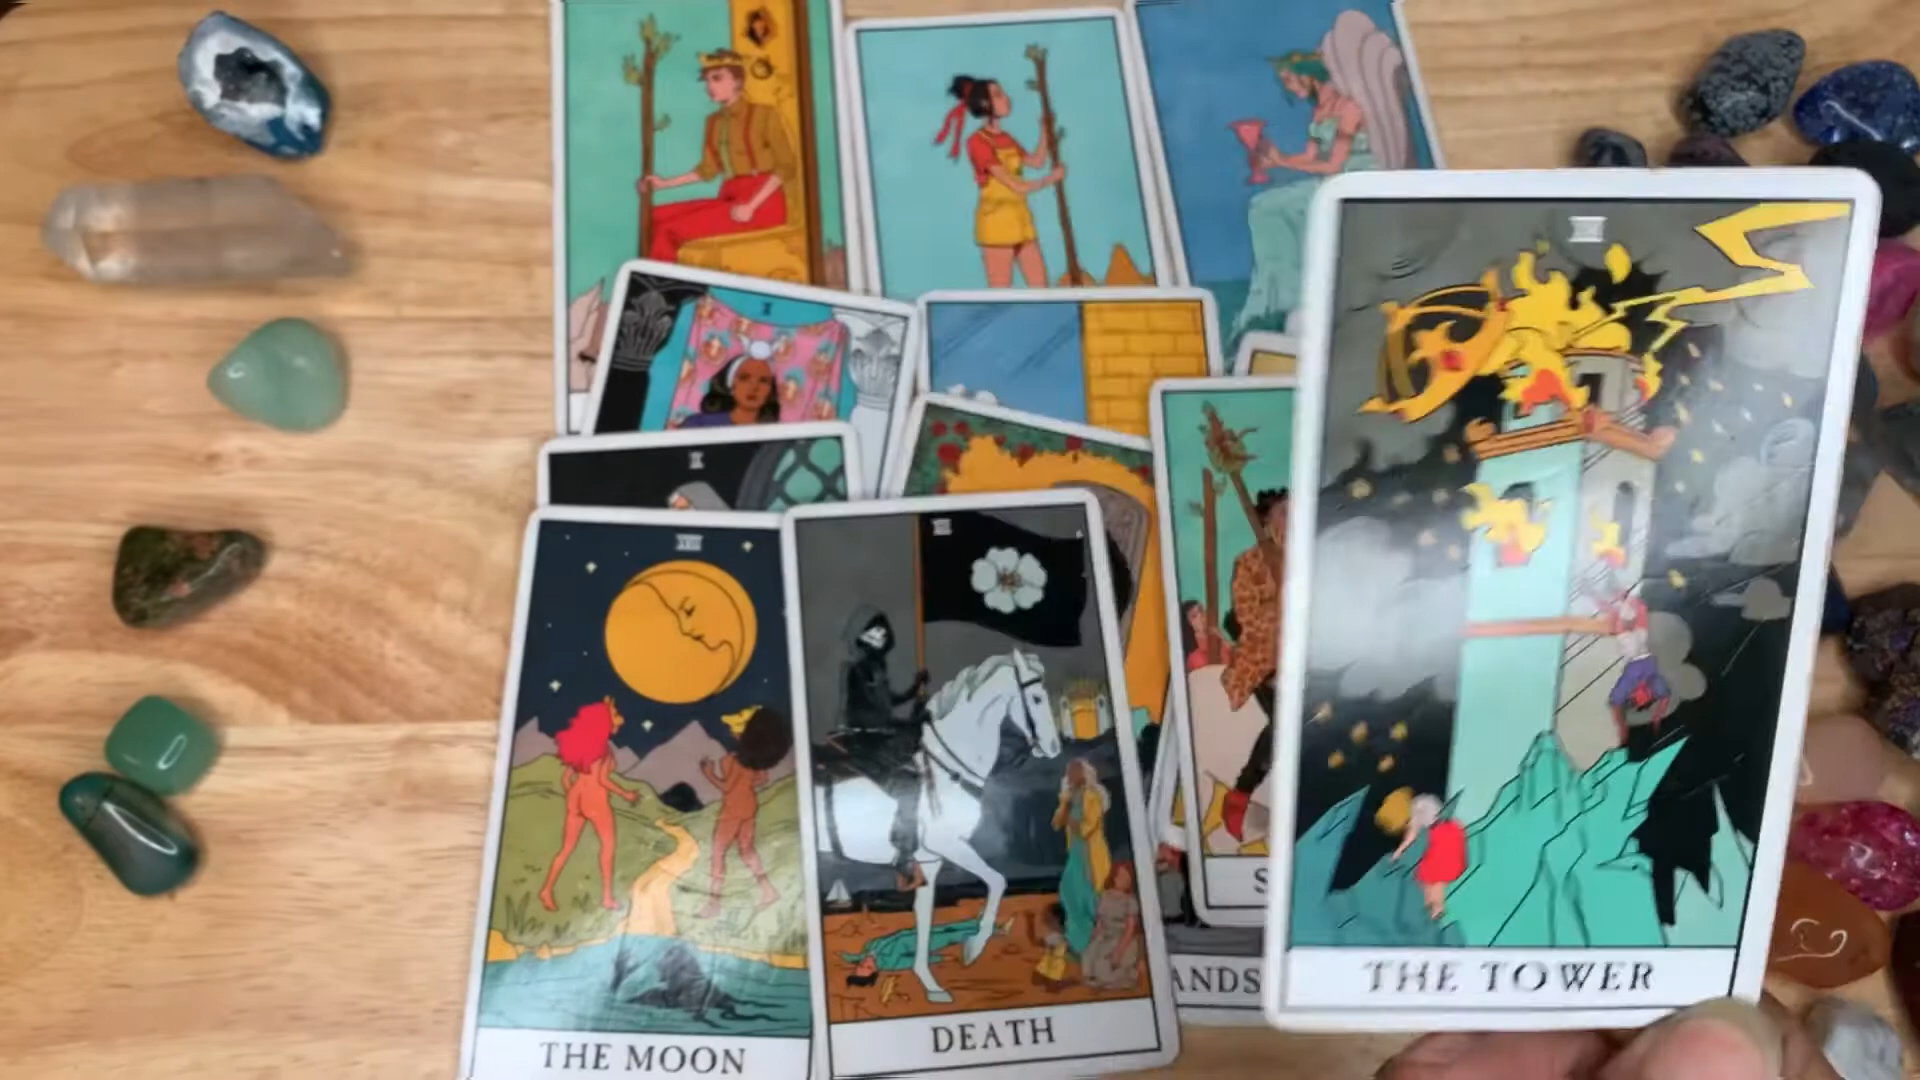 I
THE MOON
DEATH
ANDS
THE TOWER